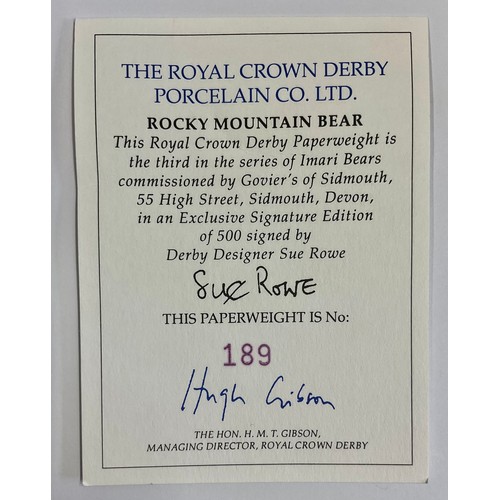 THE ROYAL CROWN DERBY
PORCELAIN CO. LTD.
ROCKY MOUNTAIN BEAR
This Royal Crown Derby Paperweight is
the third in the series of Imari Bears
commissioned by Govier's of Sidmouth,
55 High Street, Sidmouth, Devon,
in an Exclusive Signature Edition
of 500 signed by
Derby Designer Sue Rowe
Sue Rowe
THIS PAPERWEIGHT IS No:
189
Hugh Gibson
THE HON. H. M. T. GIBSON,
MANAGING DIRECTOR, ROYAL CROWN DERBY